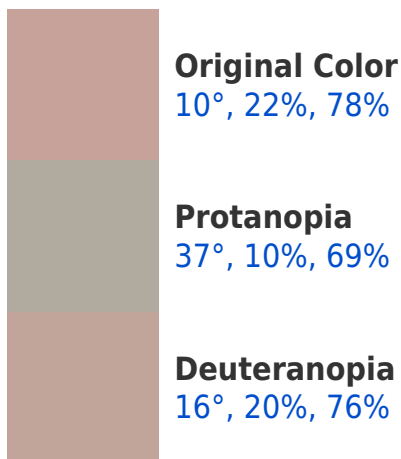 Original Color
10°, 22%, 78%
Protanopia
37°, 10%, 69%
Deuteranopia
16°, 20%, 76%